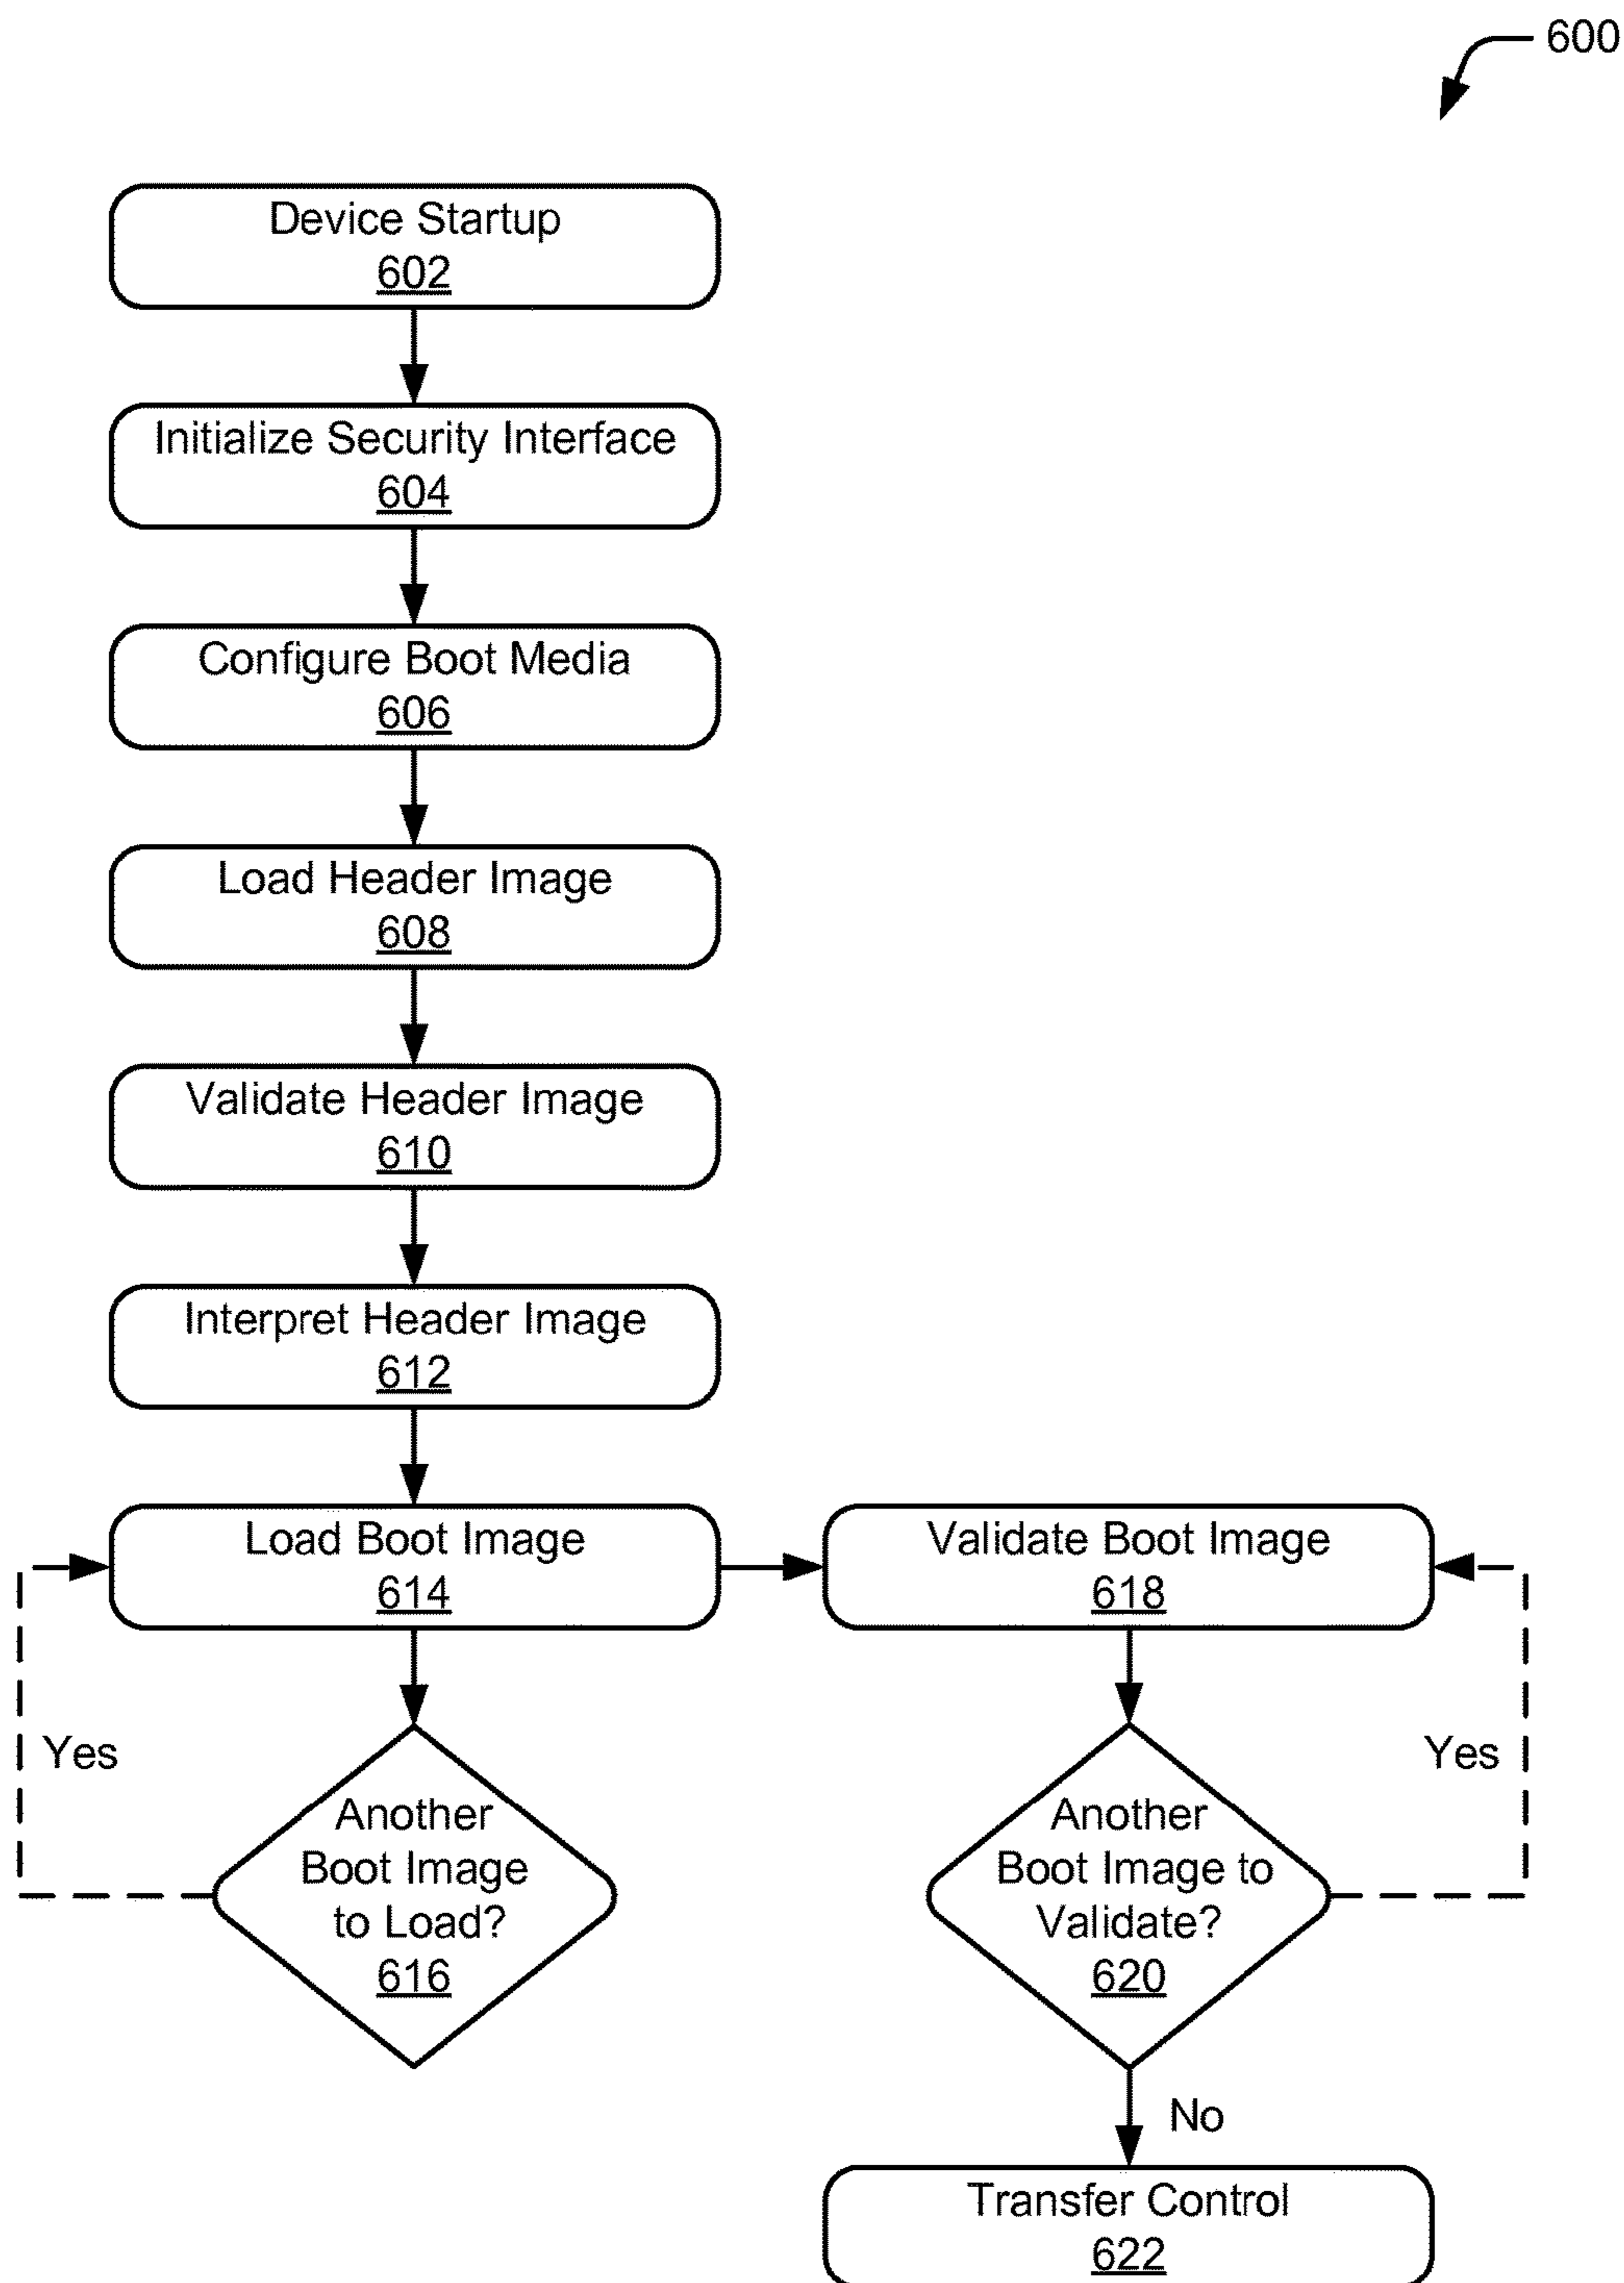 600
Device Startup
602
Initialize Security Interface
604
Configure Boot Media
606
Load Header Image
608
Validate Header Image
610
Interpret Header Image
612
Load Boot Image
614
Validate Boot Image
618
Yes
Another
Boot Image
to Load?
616
Another
Boot Image to
Validate?
620
Yes
No
Transfer Control
622